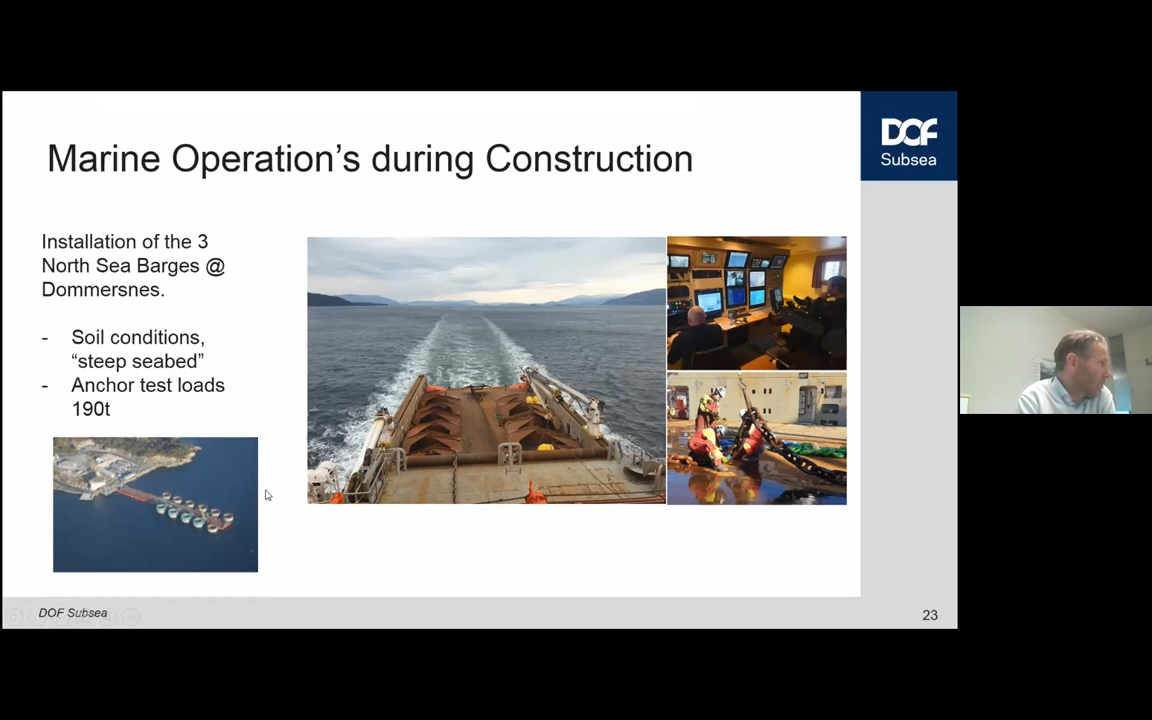 Marine Operation’s during Construction
DOF
Subsea
Installation of the 3
North Sea Barges @
Dommersnes.
- Soil conditions,
“steep seabed”
- Anchor test loads
190t
DOF Subsea
23